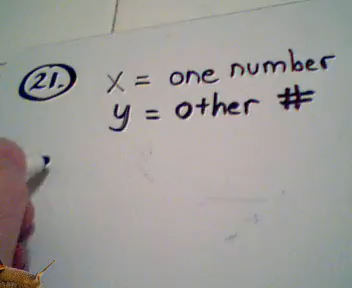 21. x = one number
y = other #